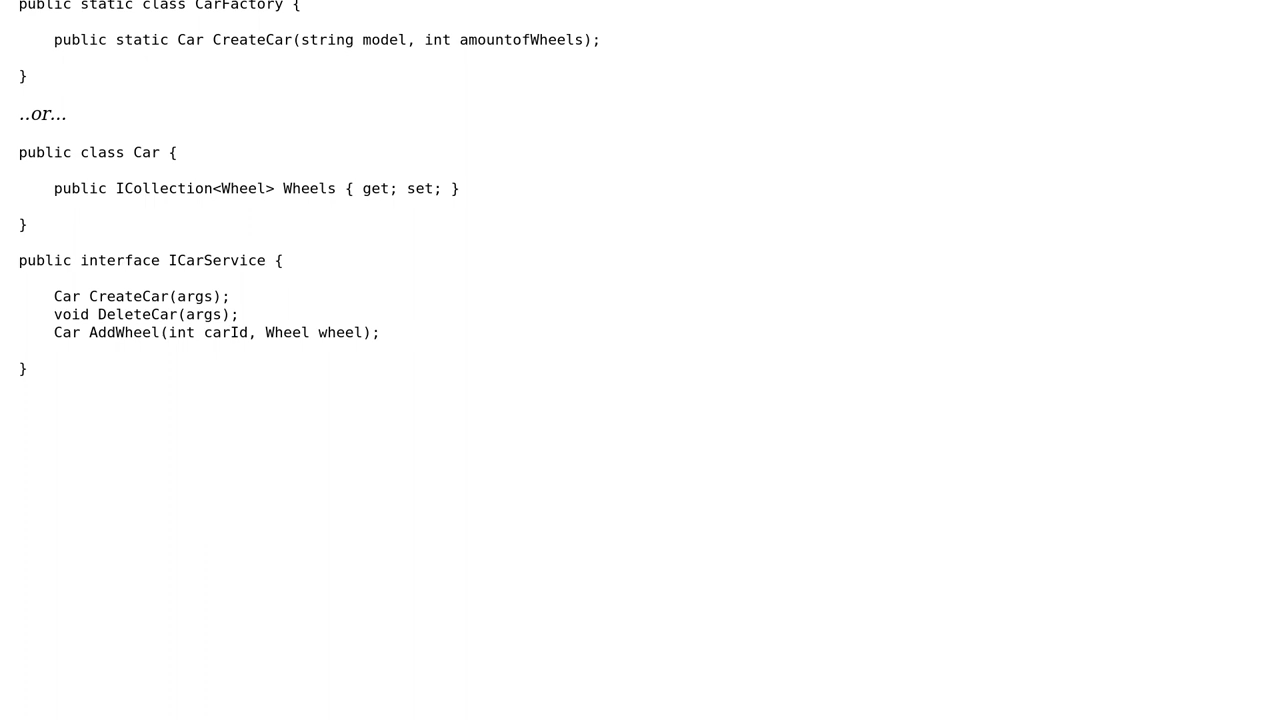 public static class CarFactory {
public static Car CreateCar(string model, int amountofWheels);
}
..or...
public class Car {
public ICollection<Wheel> Wheels { get; set; }
}
public interface ICarService {
Car CreateCar(args);
void DeleteCar(args);
Car AddWheel(int carId, Wheel wheel);
}